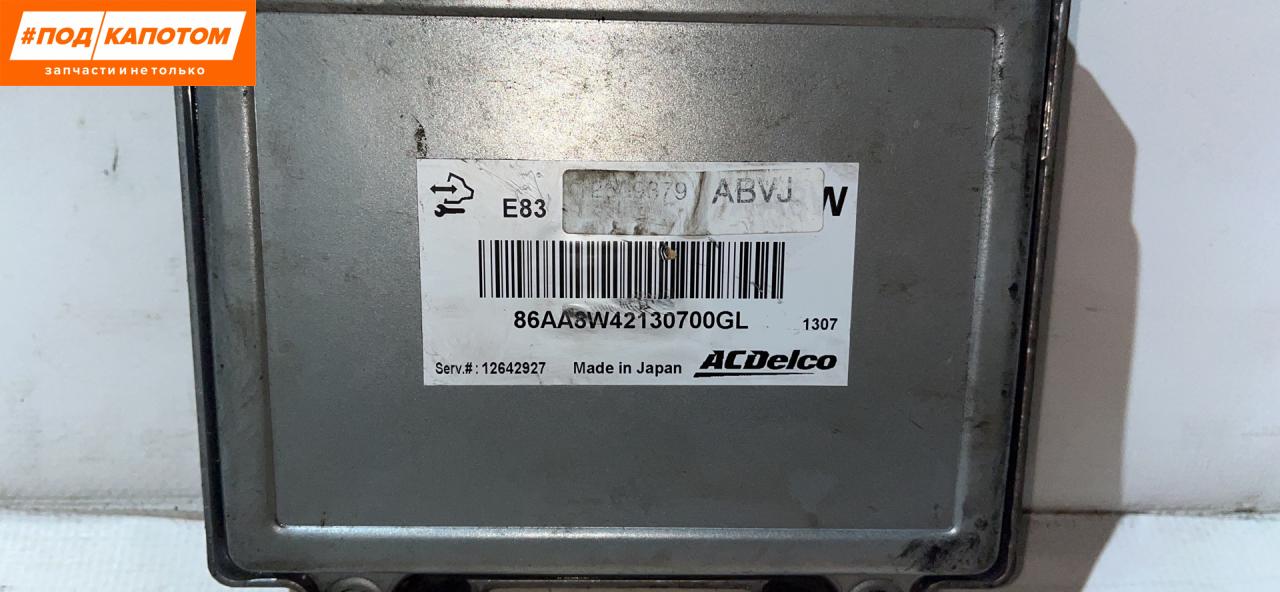 #ПОД КАПОТОМ
запчасти и не только
E83 ABVJ W
86AA8W42130700GL 1307
Serv.#: 12642927 Made in Japan ACDelco